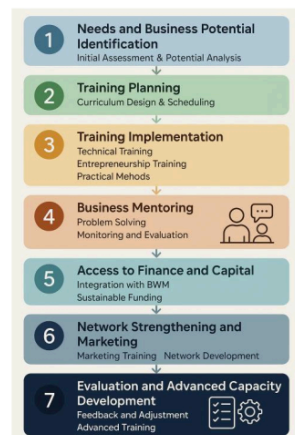 1
Needs and Business Potential
Identification
Initial Assessment & Potential Analysis
2
Training Planning
Curriculum Design & Scheduling
3
Training Implementation
Technical Training
Entrepreneurship Training
Practical Mehods
4
Business Mentoring
Problem Solving
Monitoring and Evaluation
5
Access to Finance and Capital
Integration with BWM
Sustainable Funding
6
Network Strengthening and
Marketing
Marketing Training Network Development
7
Evaluation and Advanced Capacity
Development
Feedback and Adjustment
Advanced Training